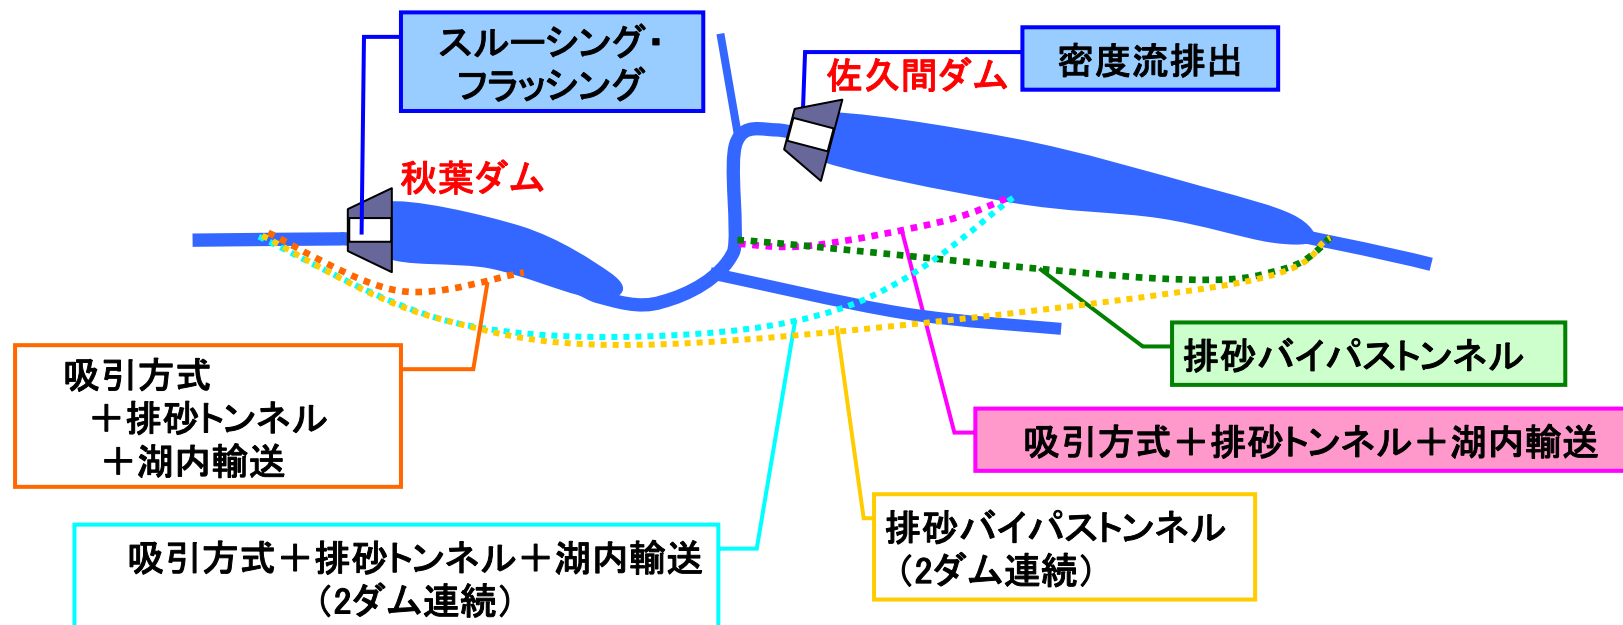 スルーシング・
フラッシング
佐久間ダム
密度流排出
秋葉ダム
排砂バイパストンネル
吸引方式
＋排砂トンネル
＋湖内輸送
吸引方式＋排砂トンネル＋湖内輸送
排砂バイパストンネル
（2ダム連続）
吸引方式＋排砂トンネル＋湖内輸送
（2ダム連続）